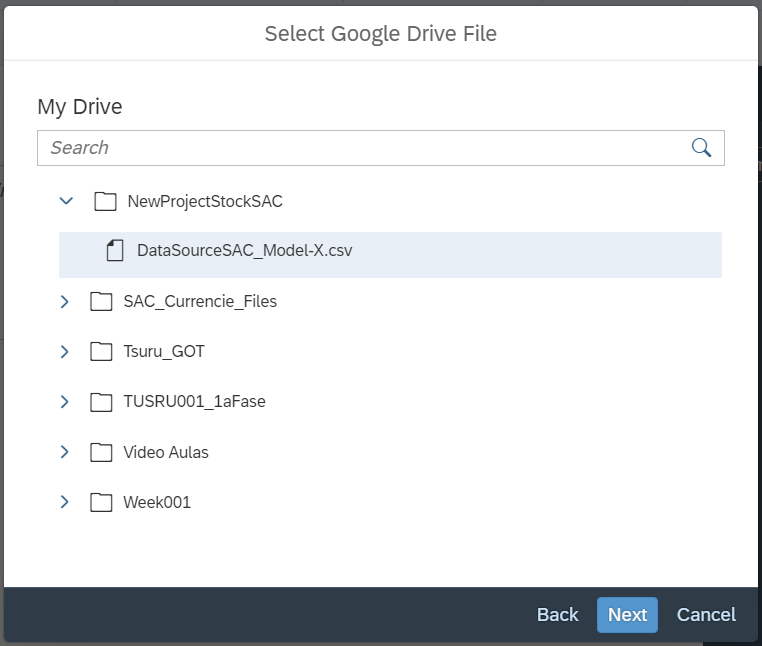 Select Google Drive File
My Drive
Search
NewProjectStockSAC
DataSourceSAC_Model-X.csv
SAC_Currencie_Files
Tsuru_GOT
TUSRU001_1aFase
Video Aulas
Week001
Back Next Cancel